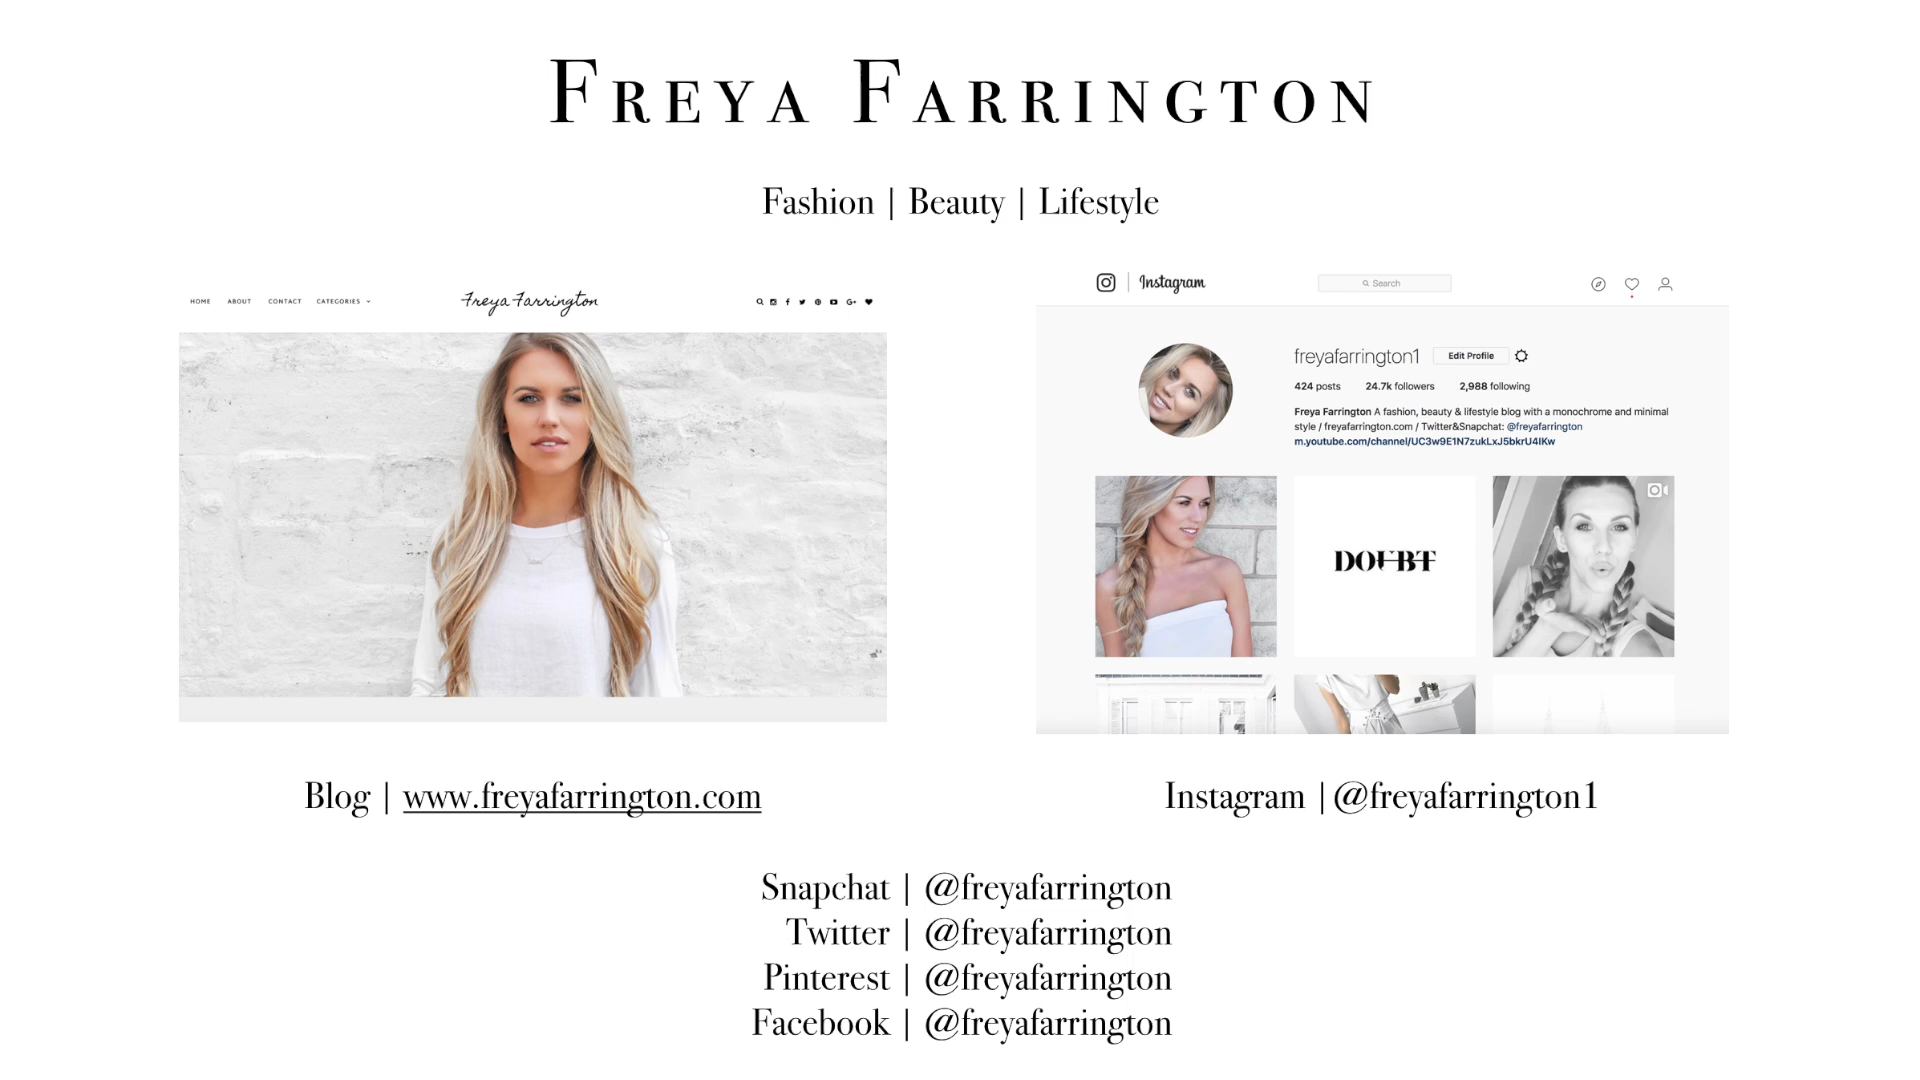 FREYA FARRINGTON
Fashion | Beauty | Lifestyle
HOME ABOUT CONTACT CATEGORIES
Freya Farrington
Instagram
Search
freyafarrington1 Edit Profile
424 posts 24.7k followers 2,988 following
Freya Farrington A fashion, beauty & lifestyle blog with a monochrome and minimal
style / freyafarrington.com / Twitter&Snapchat: @freyafarrington
m.youtube.com/channel/UC3w9E1N7zukLxJ5bkrU4IKw
DOUBT
Blog | www.freyafarrington.com
Instagram |@freyafarrington1
Snapchat | @freyafarrington
Twitter | @freyafarrington
Pinterest | @freyafarrington
Facebook | @freyafarrington